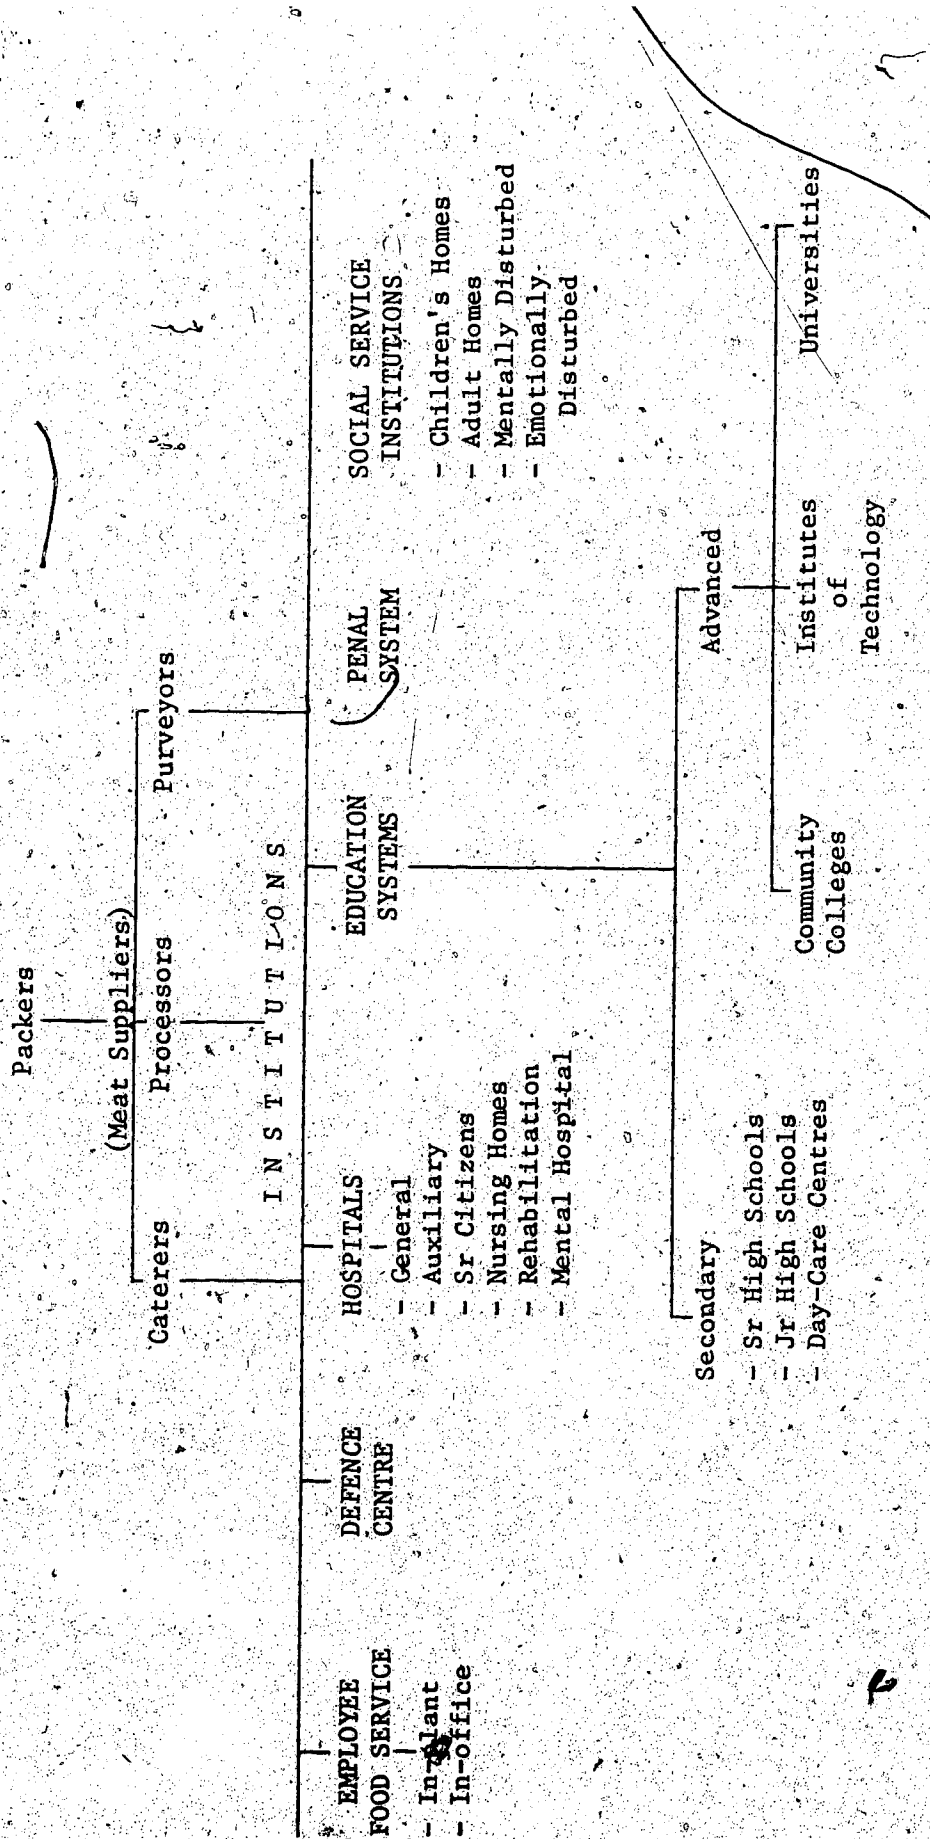 Packers
(Meat Suppliers)
Caterers
Processors
Purveyors
INSTITUTIONS
EMPLOYEE
FOOD SERVICE
- In-plant
- In-office
DEFENCE
CENTRE
HOSPITALS
- General
- Auxiliary
- Sr Citizens
- Nursing Homes
- Rehabilitation
- Mental Hospital
EDUCATION
SYSTEMS
PENAL
SYSTEM
SOCIAL SERVICE
INSTITUTIONS
- Children's Homes
- Adult Homes
- Mentally Disturbed
- Emotionally
Disturbed
Secondary
- Sr High Schools
- Jr High Schools
- Day-Care Centres
Advanced
Community
Colleges
Institutes
of
Technology
Universities